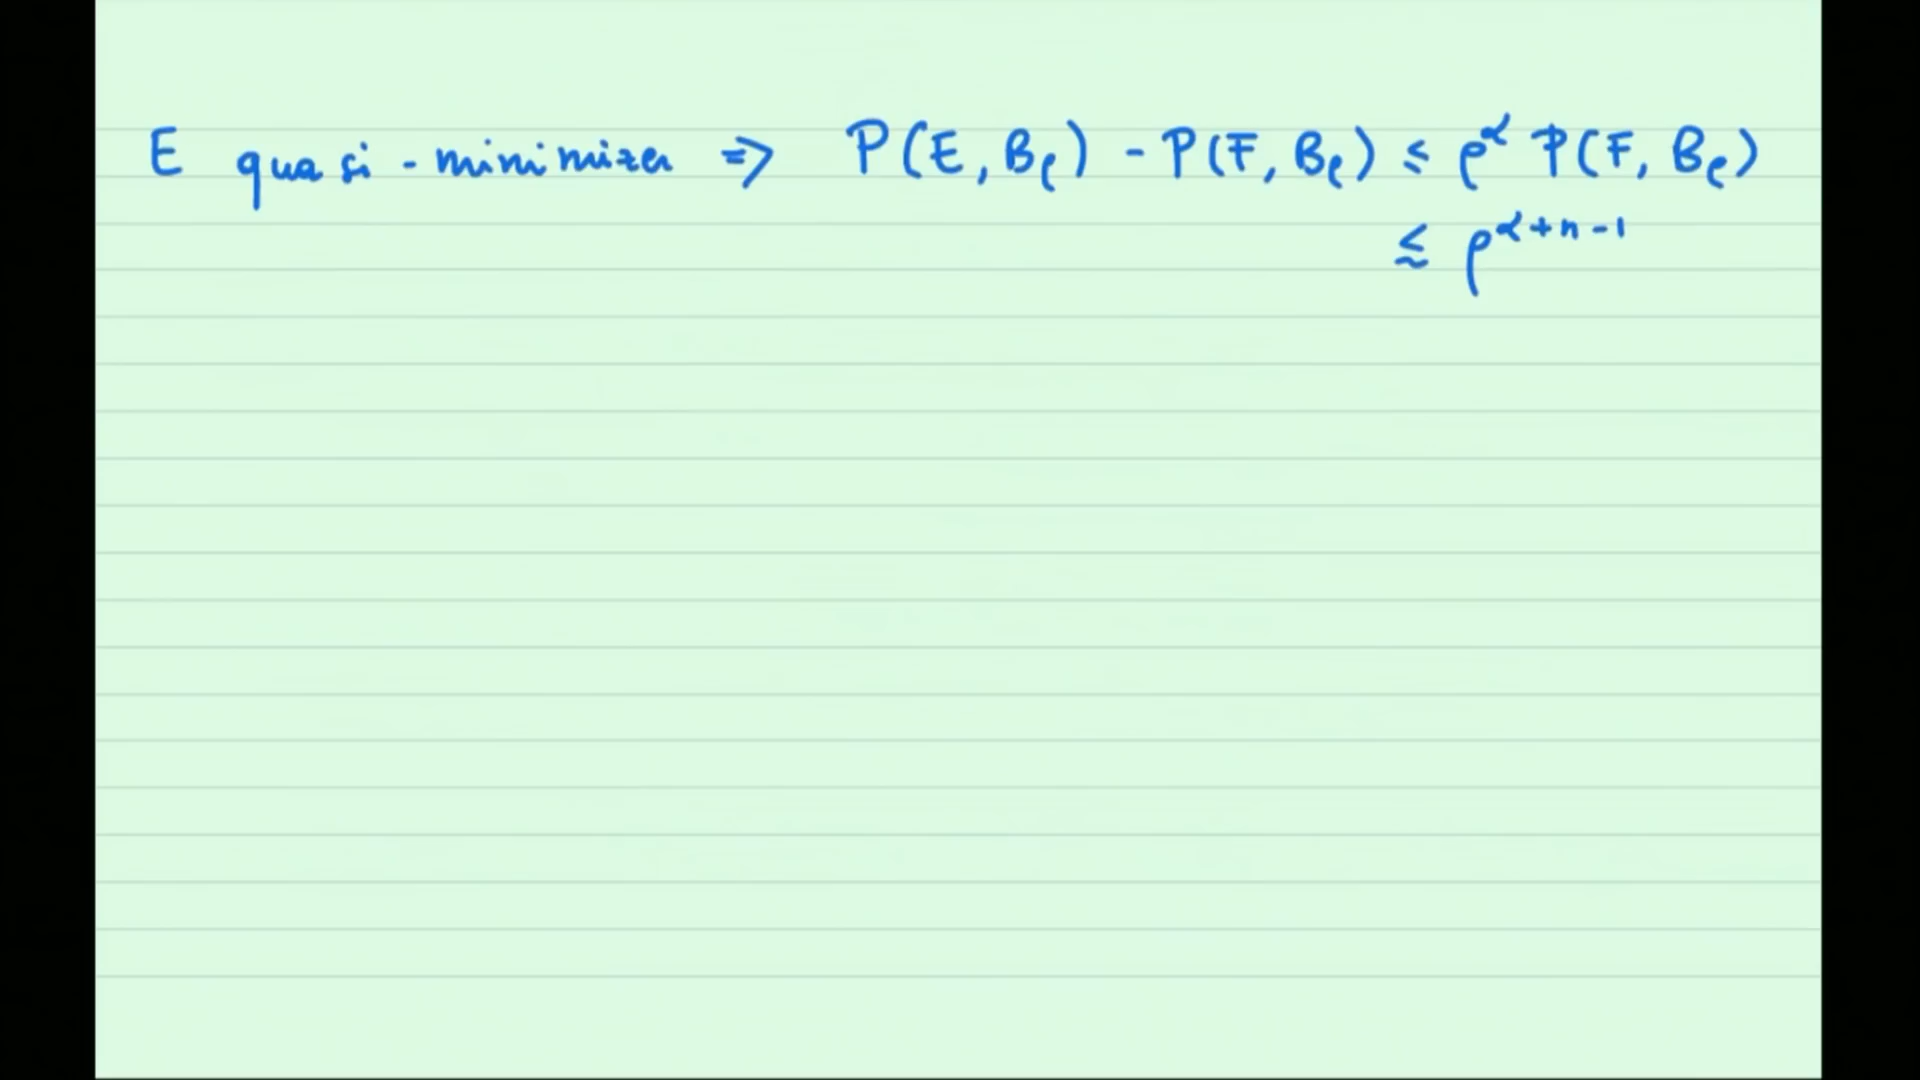 E quasi-minimizer ⇒ P(E, B_ρ) - P(F, B_ρ) ≤ ρ^α P(F, B_ρ)
≲ ρ^{α+n-1}